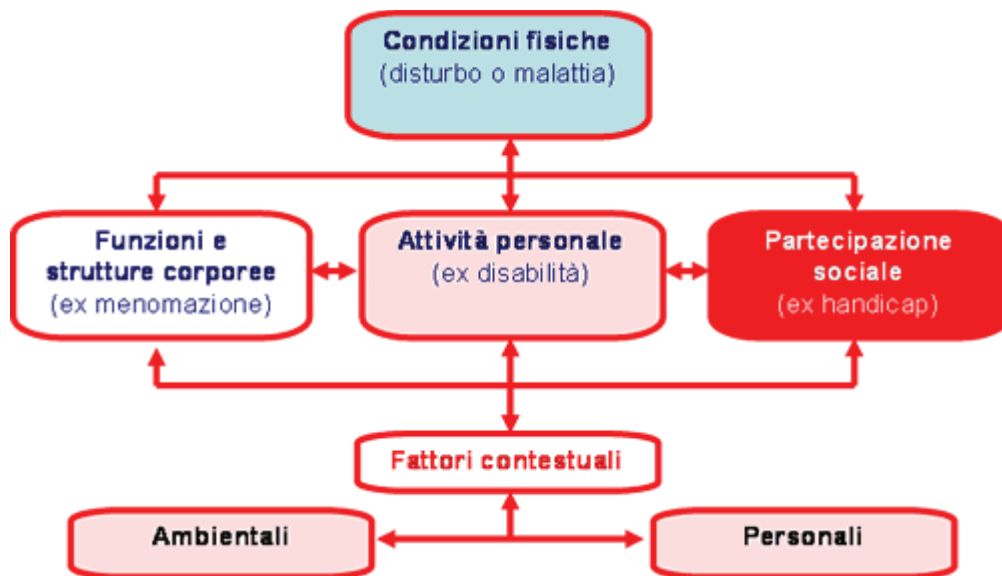 Condizioni fisiche
(disturbo o malattia)
Funzioni e
strutture corporee
(ex menomazione)
Attività personale
(ex disabilità)
Partecipazione
sociale
(ex handicap)
Fattori contestuali
Ambientali
Personali